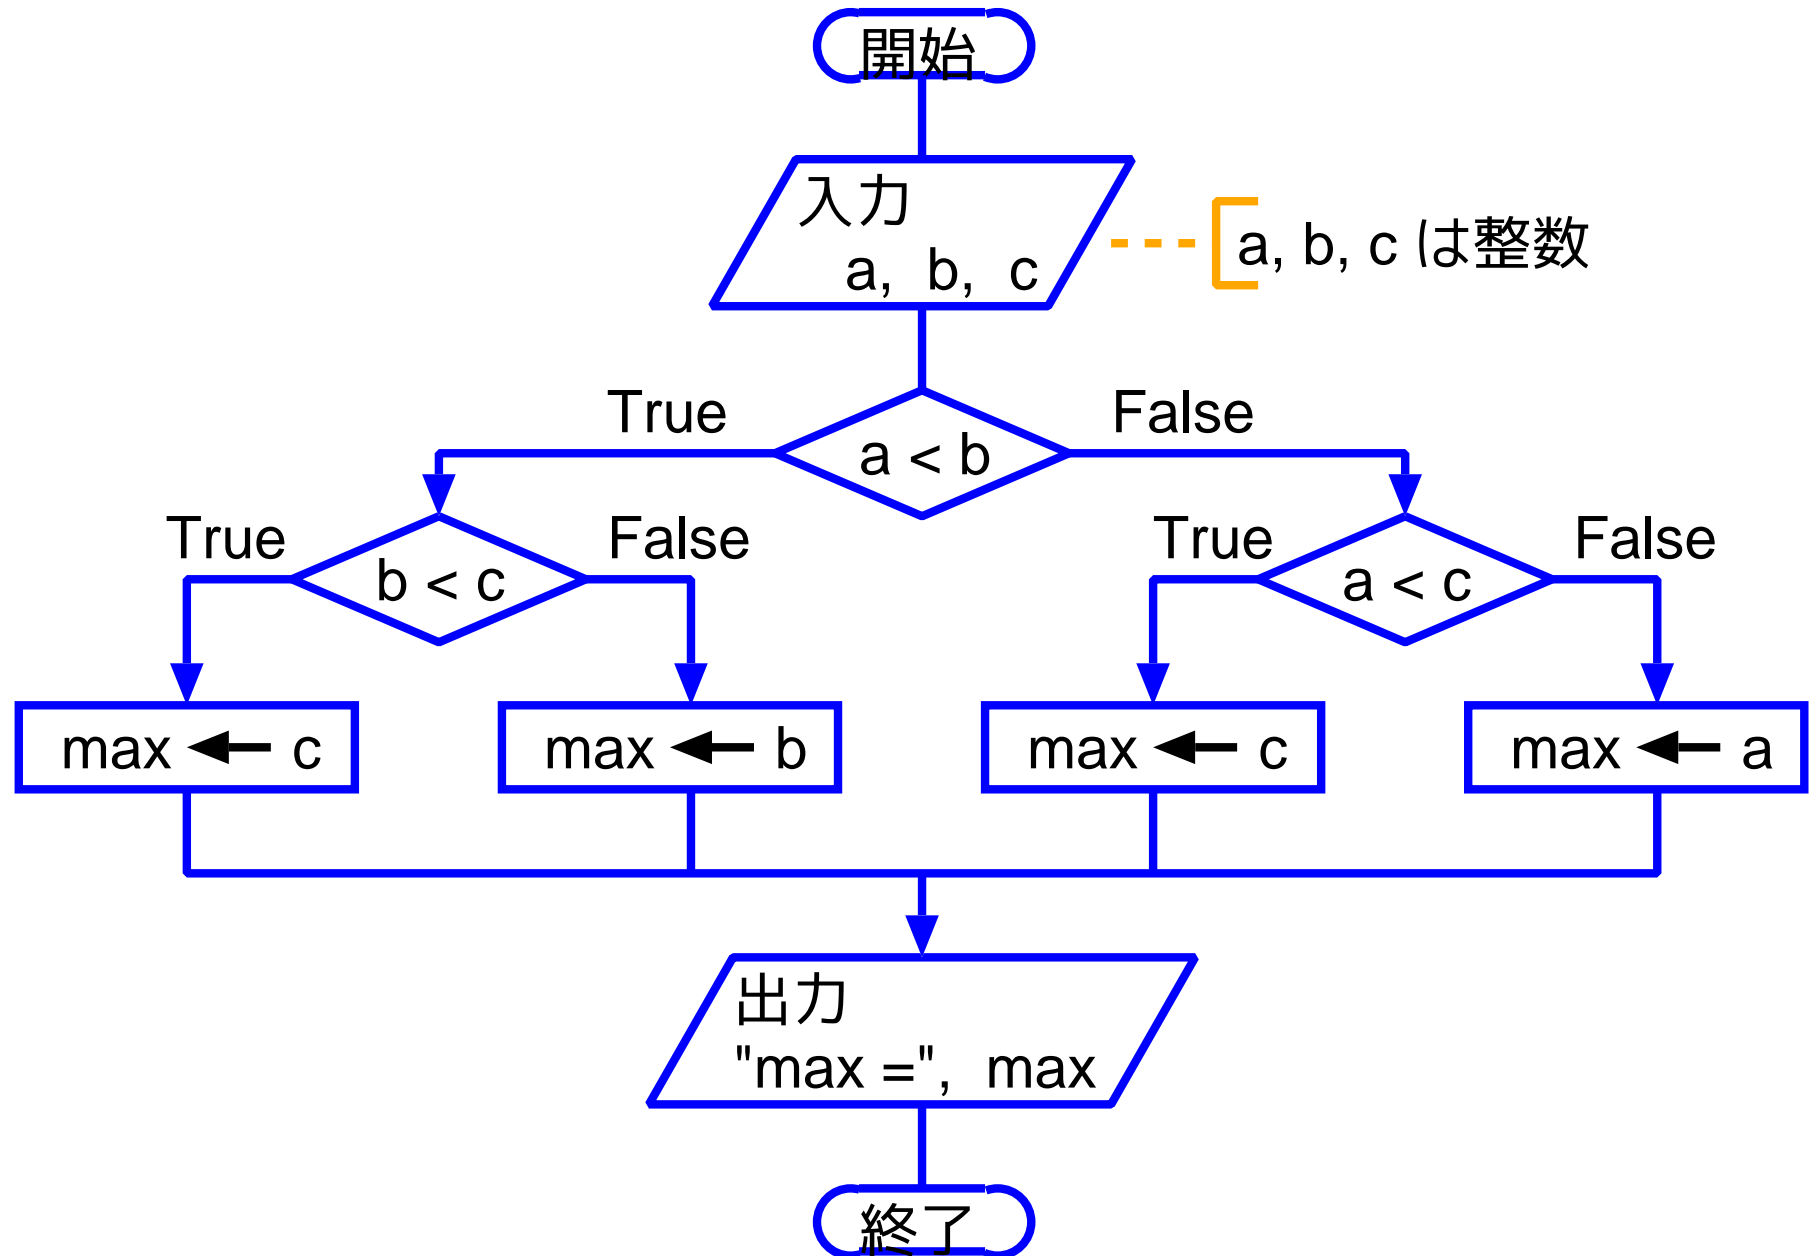 開始
入力
a, b, c
a, b, c は整数
True
False
a < b
True
False
True
False
b < c
a < c
max ← c
max ← b
max ← c
max ← a
出力
"max =", max
終了